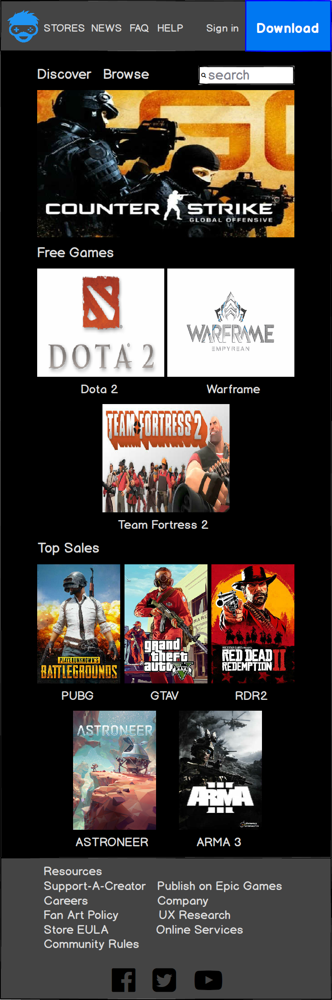 STORES NEWS FAQ HELP Sign in Download
Discover Browse search
COUNTER STRIKE
GLOBAL OFFENSIVE
Free Games
DOTA 2
WARFRAME
EMPYREAN
Dota 2 Warframe
TEAM FORTRESS 2
Team Fortress 2
Top Sales
PLAYERUNKNOWN'S
BATTLEGROUNDS
grand
theft
auto V
FIVE
ROCKSTAR GAMES PRESENTS
RED DEAD
REDEMPTION II
PUBG GTAV RDR2
ASTRONEER
ARMA III
Bohemia
Interactive
ASTRONEER ARMA 3
Resources
Support-A-Creator Publish on Epic Games
Careers Company
Fan Art Policy UX Research
Store EULA Online Services
Community Rules